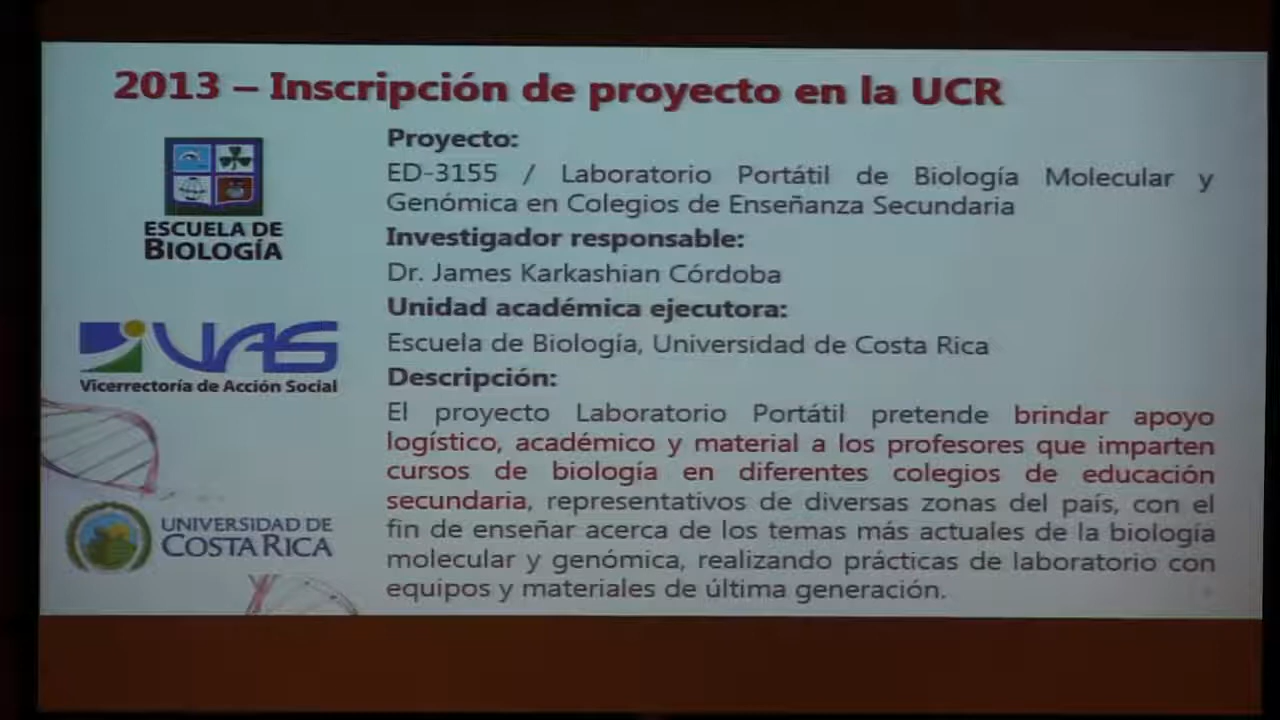 2013 – Inscripción de proyecto en la UCR
ESCUELA DE
BIOLOGÍA
VAS
Vicerrectoría de Acción Social
UNIVERSIDAD DE
COSTA RICA
Proyecto:
ED-3155 / Laboratorio Portátil de Biología Molecular y
Genómica en Colegios de Enseñanza Secundaria
Investigador responsable:
Dr. James Karkashian Córdoba
Unidad académica ejecutora:
Escuela de Biología, Universidad de Costa Rica
Descripción:
El proyecto Laboratorio Portátil pretende brindar apoyo
logístico, académico y material a los profesores que imparten
cursos de biología en diferentes colegios de educación
secundaria, representativos de diversas zonas del país, con el
fin de enseñar acerca de los temas más actuales de la biología
molecular y genómica, realizando prácticas de laboratorio con
equipos y materiales de última generación.